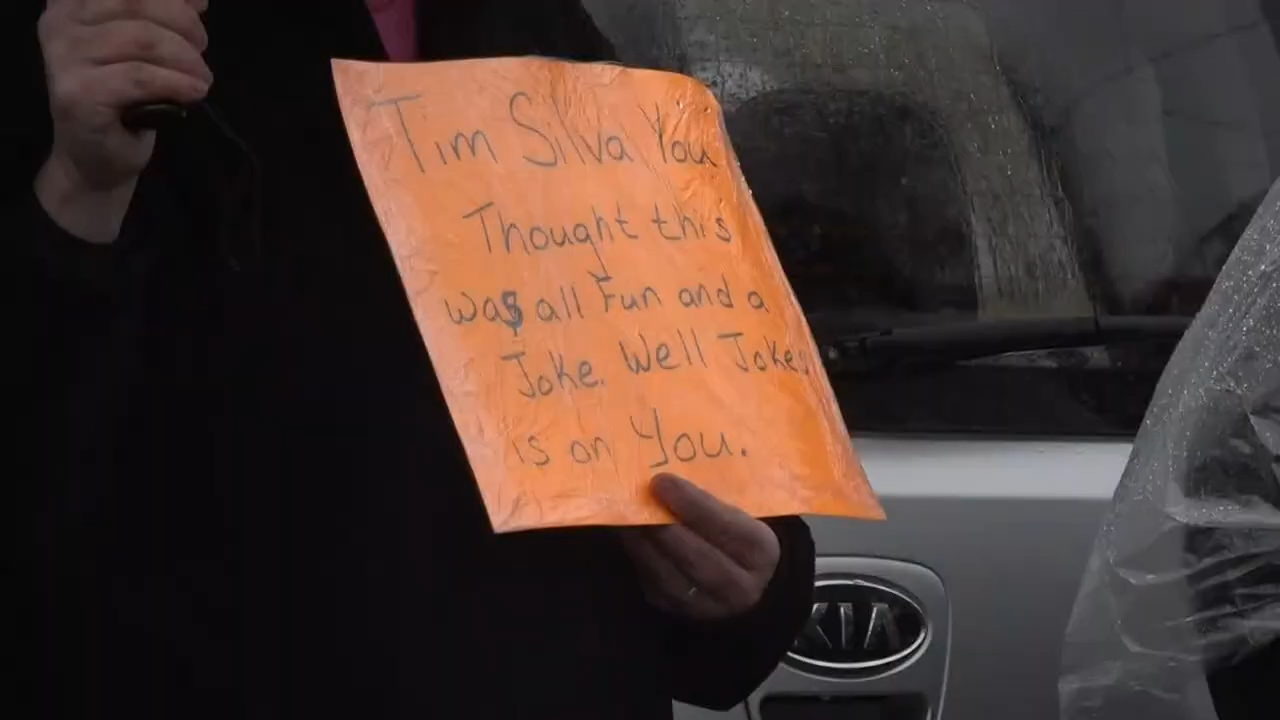 Tim Silva You
Thought this
was all Fun and a
Joke. Well Jokes
is on You.
KIA